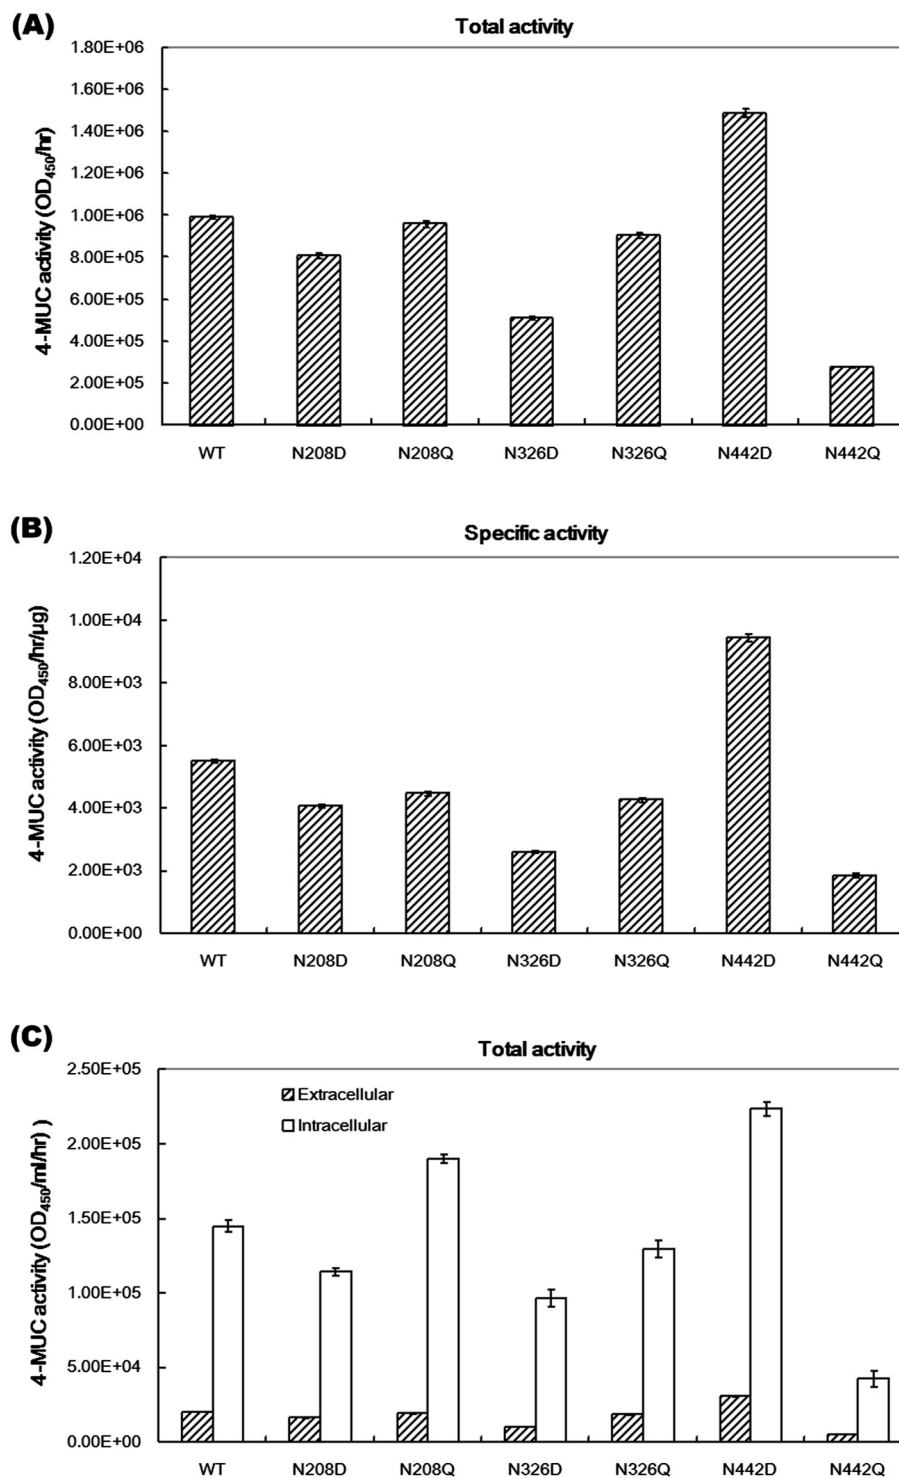 (A)
Total activity
4-MUC activity (OD450/hr)
1.80E+06
1.60E+06
1.40E+06
1.20E+06
1.00E+06
8.00E+05
6.00E+05
4.00E+05
2.00E+05
0.00E+00
WT N208D N208Q N326D N326Q N442D N442Q
(B)
Specific activity
4-MUC activity (OD450/hr/μg)
1.20E+04
1.00E+04
8.00E+03
6.00E+03
4.00E+03
2.00E+03
0.00E+00
WT N208D N208Q N326D N326Q N442D N442Q
(C)
Total activity
4-MUC activity (OD450/ml/hr) )
2.50E+05
2.00E+05
1.50E+05
1.00E+05
5.00E+04
0.00E+00
Extracellular
Intracellular
WT N208D N208Q N326D N326Q N442D N442Q